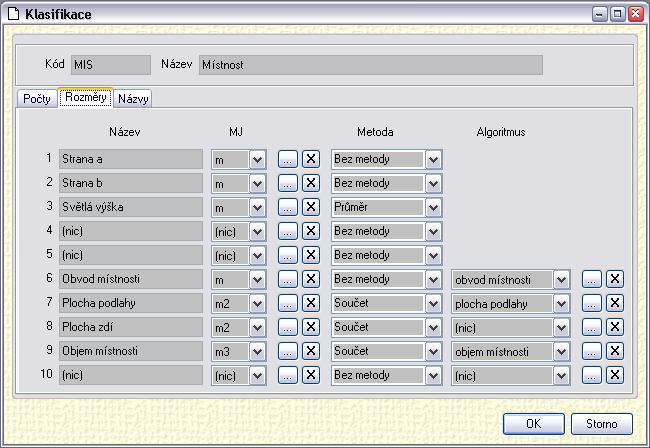 Klasifikace
Kód MIS Název Místnost
Počty Rozměry Názvy
Název MJ Metoda Algoritmus
1 Strana a m ... X Bez metody
2 Strana b m ... X Bez metody
3 Světlá výška m ... X Průměr
4 (nic) (nic) ... X Bez metody
5 (nic) (nic) ... X Bez metody
6 Obvod místnosti m ... X Bez metody obvod místnosti ... X
7 Plocha podlahy m2 ... X Součet plocha podlahy ... X
8 Plocha zdí m2 ... X Součet (nic) ... X
9 Objem místnosti m3 ... X Součet objem místnosti ... X
10 (nic) (nic) ... X Bez metody (nic) ... X
OK Storno